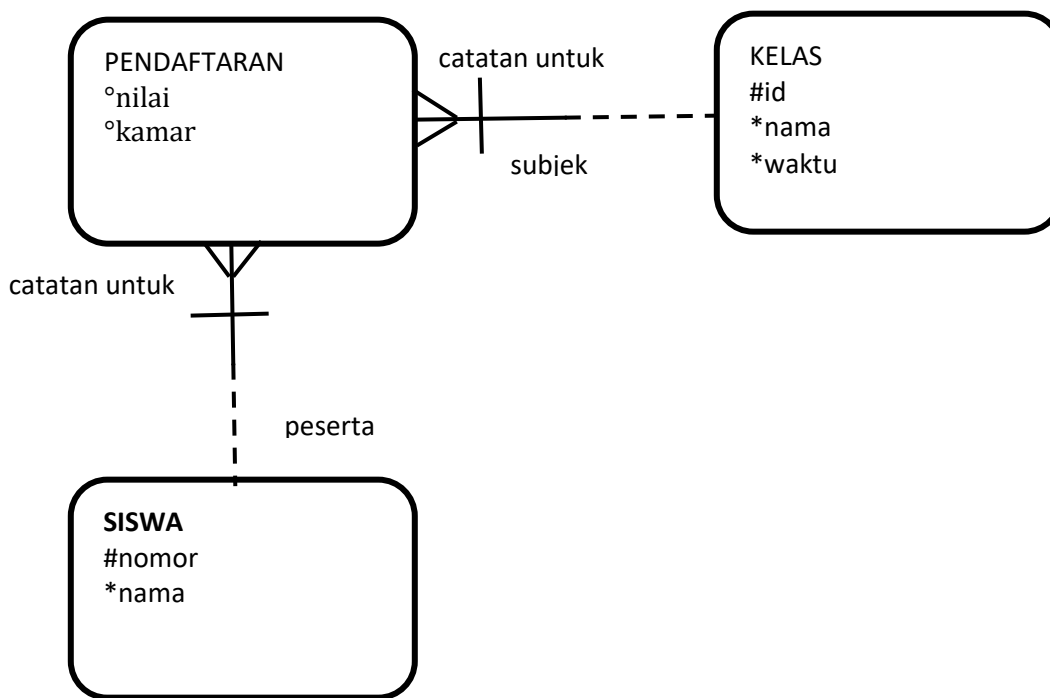 PENDAFTARAN
°nilai
°kamar
catatan untuk
subjek
KELAS
#id
*nama
*waktu
catatan untuk
peserta
SISWA
#nomor
*nama